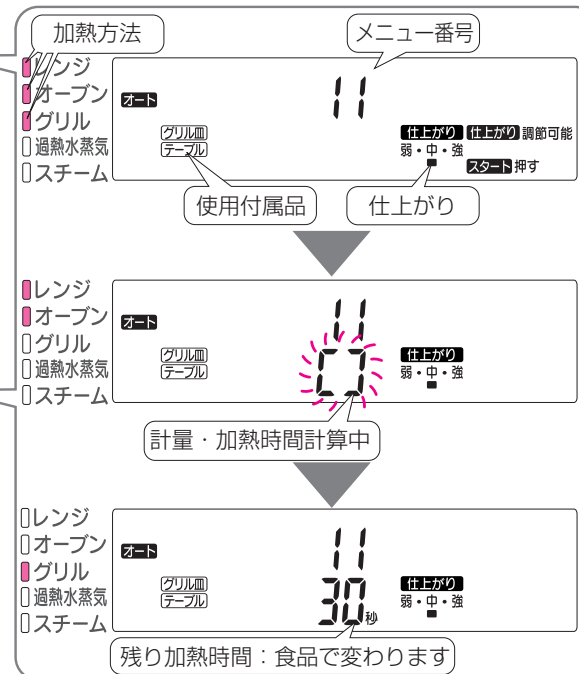 加熱方法
メニュー番号
レンジ
オーブン
グリル
過熱水蒸気
スチーム
オート
11
グリル皿
テーブル
仕上がり 仕上がり 調節可能
弱・中・強
スタート 押す
使用付属品
仕上がり
レンジ
オーブン
グリル
過熱水蒸気
スチーム
オート
11
グリル皿
テーブル
仕上がり
弱・中・強
計量・加熱時間計算中
レンジ
オーブン
グリル
過熱水蒸気
スチーム
オート
11
グリル皿
テーブル
30秒
仕上がり
弱・中・強
残り加熱時間：食品で変わります